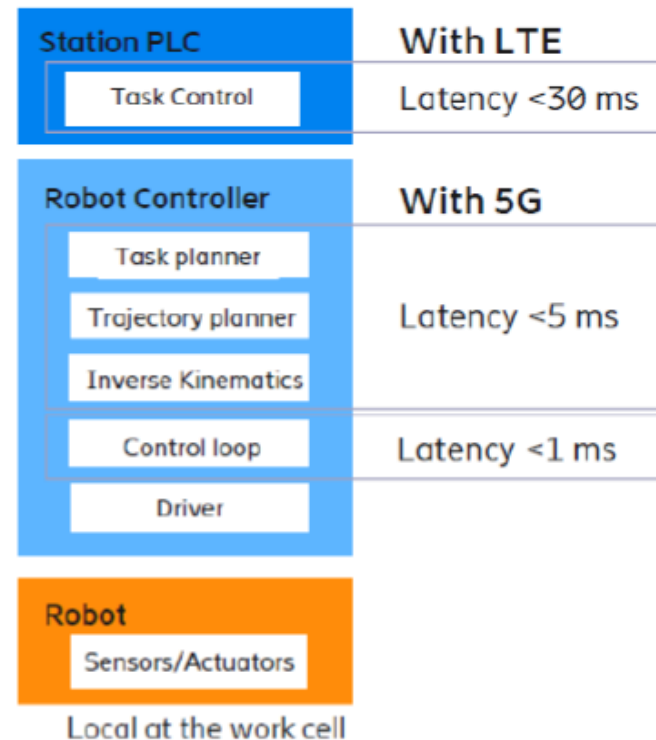 Station PLC
With LTE
Task Control
Latency <30 ms
Robot Controller
With 5G
Task planner
Trajectory planner
Latency <5 ms
Inverse Kinematics
Control loop
Latency <1 ms
Driver
Robot
Sensors/Actuators
Local at the work cell